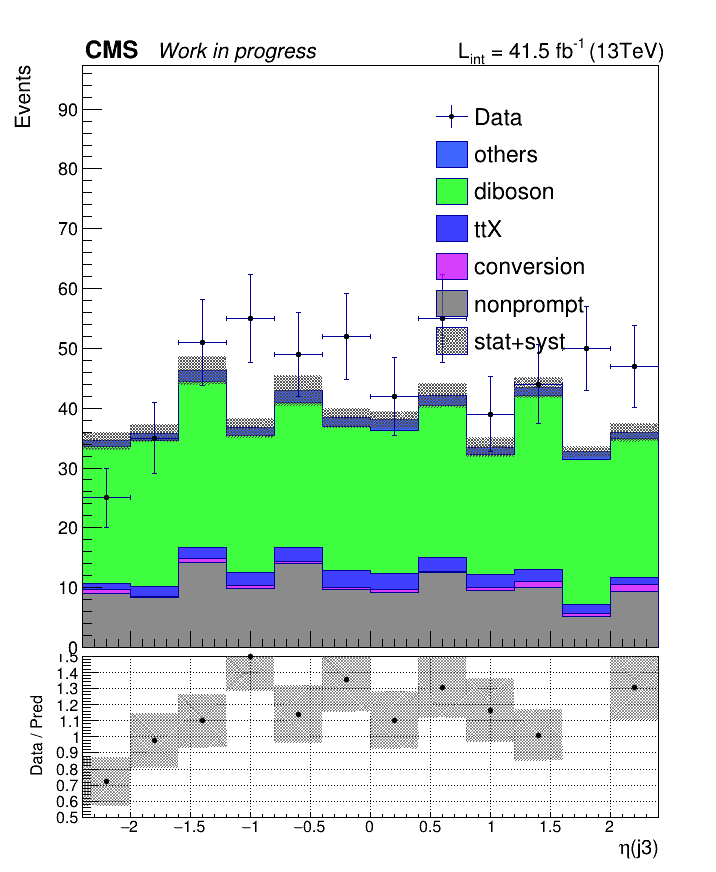 CMS Work in progress L_int = 41.5 fb⁻¹ (13TeV)
Events
90
80
70
60
50
40
30
20
10
0
Data
others
diboson
ttX
conversion
nonprompt
stat+syst
Data / Pred
1.5
1.4
1.3
1.2
1.1
1
0.9
0.8
0.7
0.6
0.5
−2 −1.5 −1 −0.5 0 0.5 1 1.5 2
η(j3)